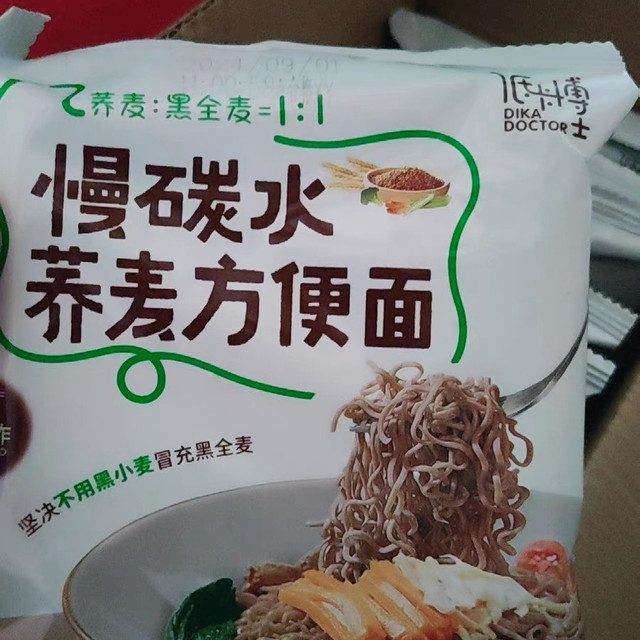 荞麦:黑全麦=1:1
低卡博士
DIKA
DOCTOR
慢碳水
荞麦方便面
坚决不用黑小麦冒充黑全麦